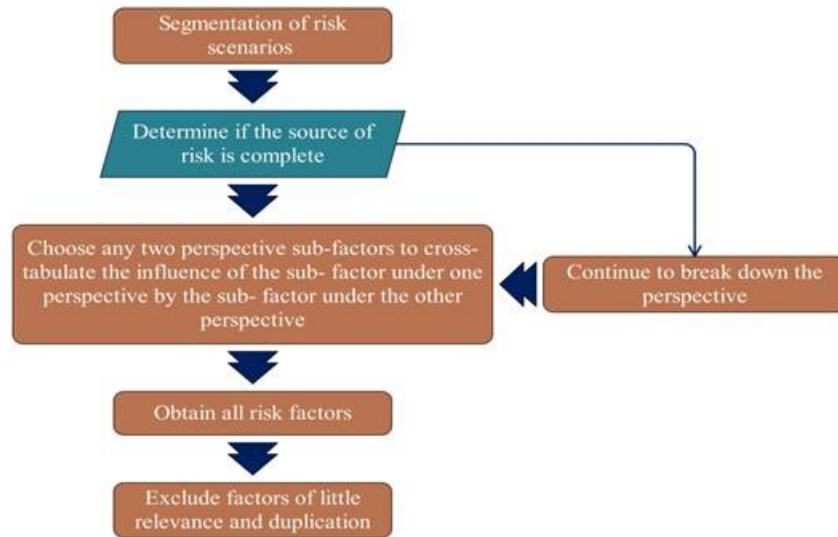 Segmentation of risk
scenarios
Determine if the source of
risk is complete
Choose any two perspective sub-factors to cross-
tabulate the influence of the sub- factor under one
perspective by the sub- factor under the other
perspective
Continue to break down the
perspective
Obtain all risk factors
Exclude factors of little
relevance and duplication